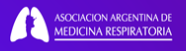 ASOCIACION ARGENTINA DE
MEDICINA RESPIRATORIA